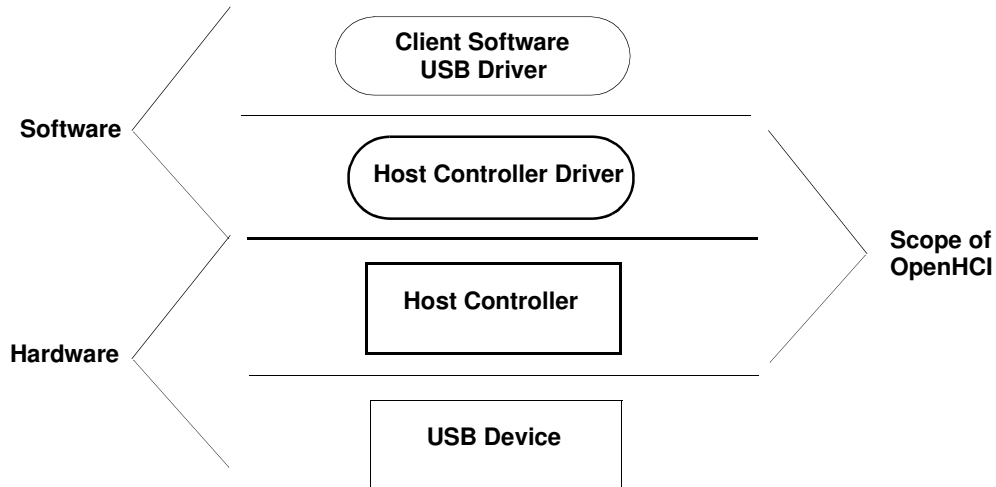 Client Software
USB Driver
Software
Host Controller Driver
Scope of
OpenHCI
Host Controller
Hardware
USB Device